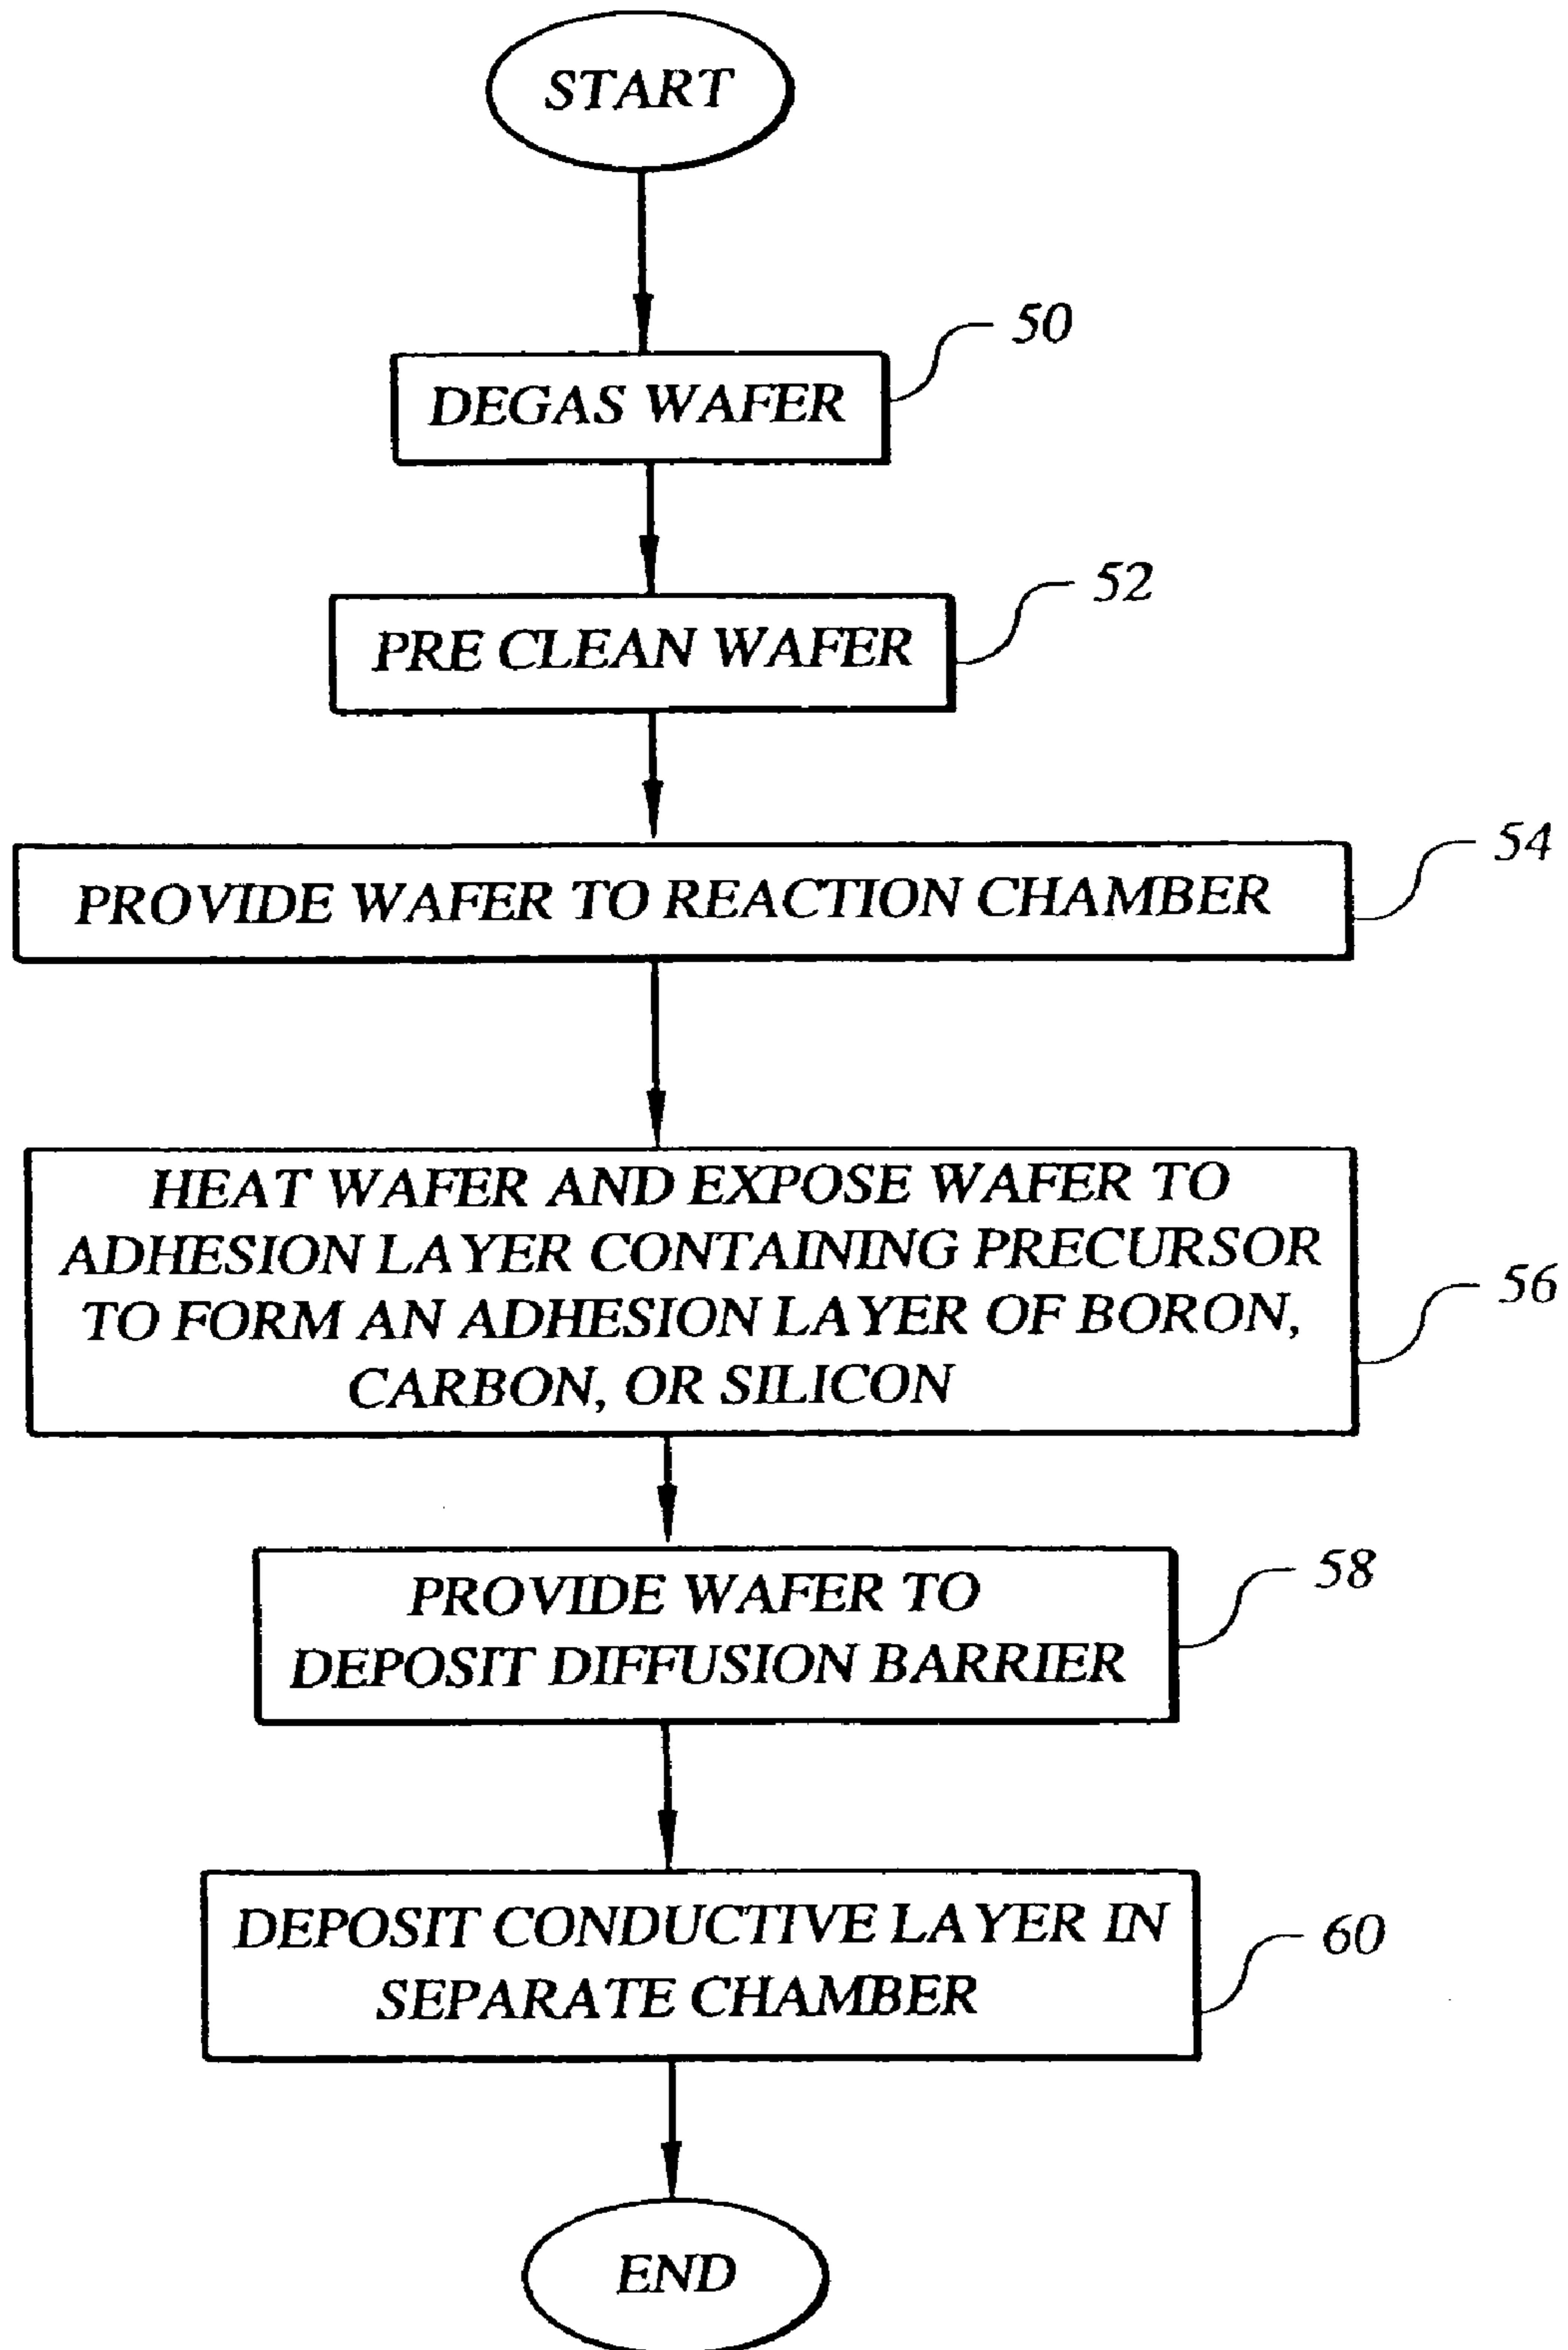 START
50
DEGAS WAFER
52
PRE CLEAN WAFER
54
PROVIDE WAFER TO REACTION CHAMBER
HEAT WAFER AND EXPOSE WAFER TO
ADHESION LAYER CONTAINING PRECURSOR
TO FORM AN ADHESION LAYER OF BORON,
CARBON, OR SILICON
56
PROVIDE WAFER TO
DEPOSIT DIFFUSION BARRIER
58
DEPOSIT CONDUCTIVE LAYER IN
SEPARATE CHAMBER
60
END